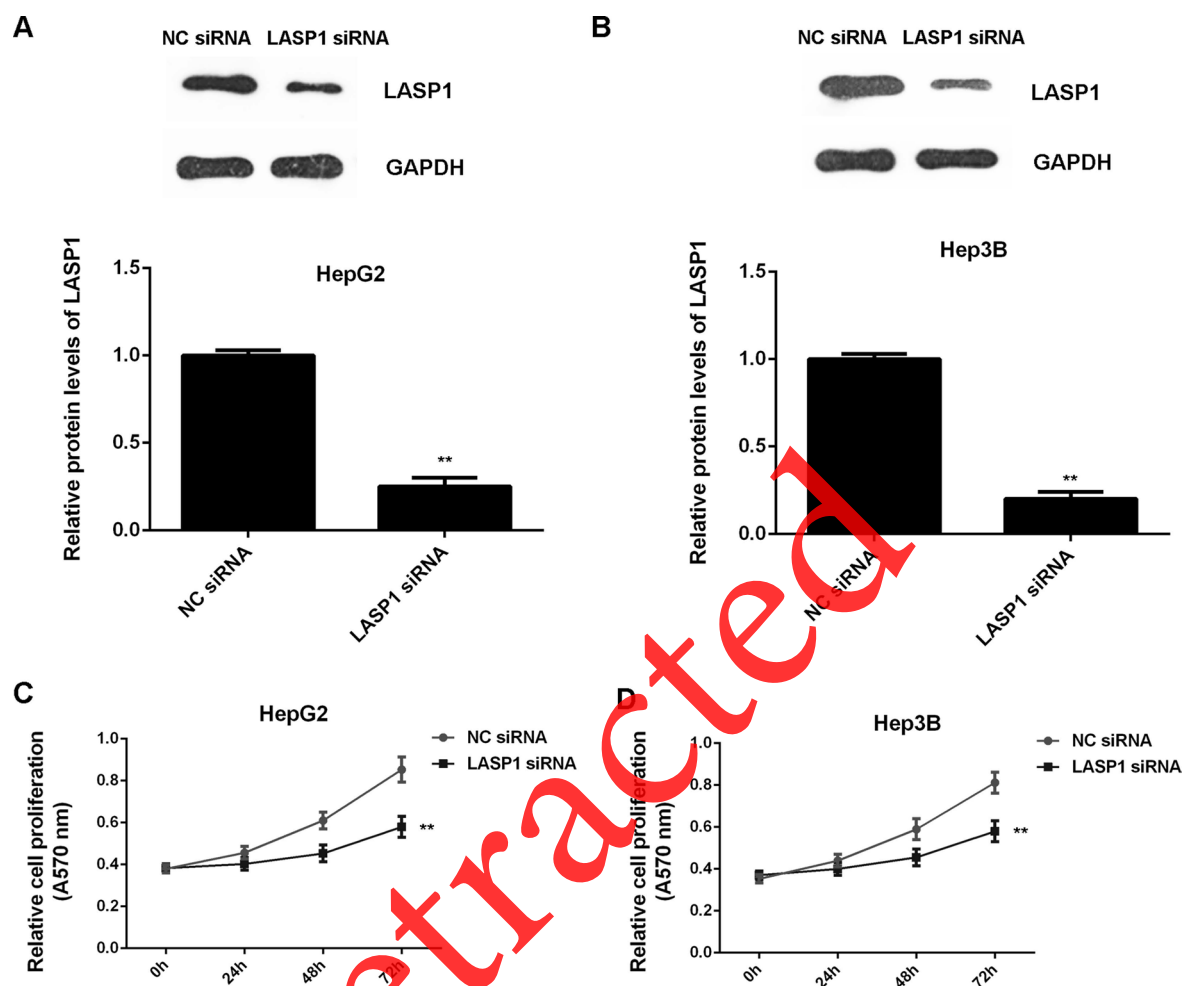 A
NC siRNA LASP1 siRNA
LASP1
GAPDH
Relative protein levels of LASP1
HepG2
1.5
1.0
0.5
0.0
**
NC siRNA
LASP1 siRNA
B
NC siRNA LASP1 siRNA
LASP1
GAPDH
Relative protein levels of LASP1
Hep3B
1.5
1.0
0.5
0.0
**
NC siRNA
LASP1 siRNA
C
HepG2
Relative cell proliferation
(A570 nm)
1.0
0.8
0.6
0.4
0.2
0.0
NC siRNA
LASP1 siRNA
**
0h
24h
48h
72h
D
Hep3B
Relative cell proliferation
(A570 nm)
1.0
0.8
0.6
0.4
0.2
0.0
NC siRNA
LASP1 siRNA
**
0h
24h
48h
72h
etracted